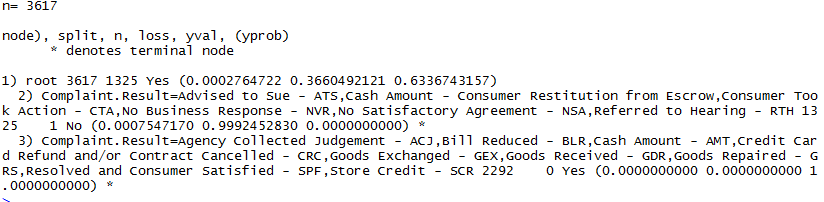 n= 3617
node), split, n, loss, yval, (yprob)
* denotes terminal node
1) root 3617 1325 Yes (0.0002764722 0.3660492121 0.6336743157)
2) Complaint.Result=Advised to Sue - ATS,Cash Amount - Consumer Restitution from Escrow,Consumer Too
k Action - CTA,No Business Response - NVR,No Satisfactory Agreement - NSA,Referred to Hearing - RTH 13
25    1 No (0.0007547170 0.9992452830 0.0000000000) *
3) Complaint.Result=Agency Collected Judgement - ACJ,Bill Reduced - BLR,Cash Amount - AMT,Credit Car
d Refund and/or Contract Cancelled - CRC,Goods Exchanged - GEX,Goods Received - GDR,Goods Repaired - G
RS,Resolved and Consumer Satisfied - SPF,Store Credit - SCR 2292    0 Yes (0.0000000000 0.0000000000 1
.0000000000) *
>